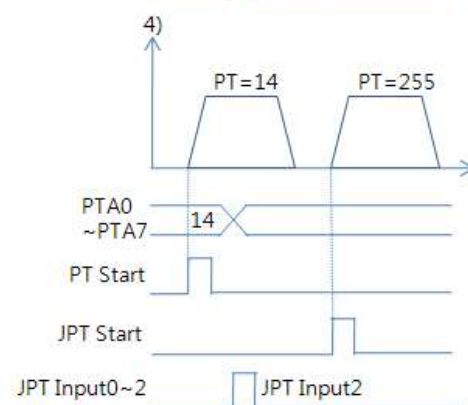 4)
PT=14 PT=255
PTA0
~PTA7
14
PT Start
JPT Start
JPT Input0~2 JPT Input2